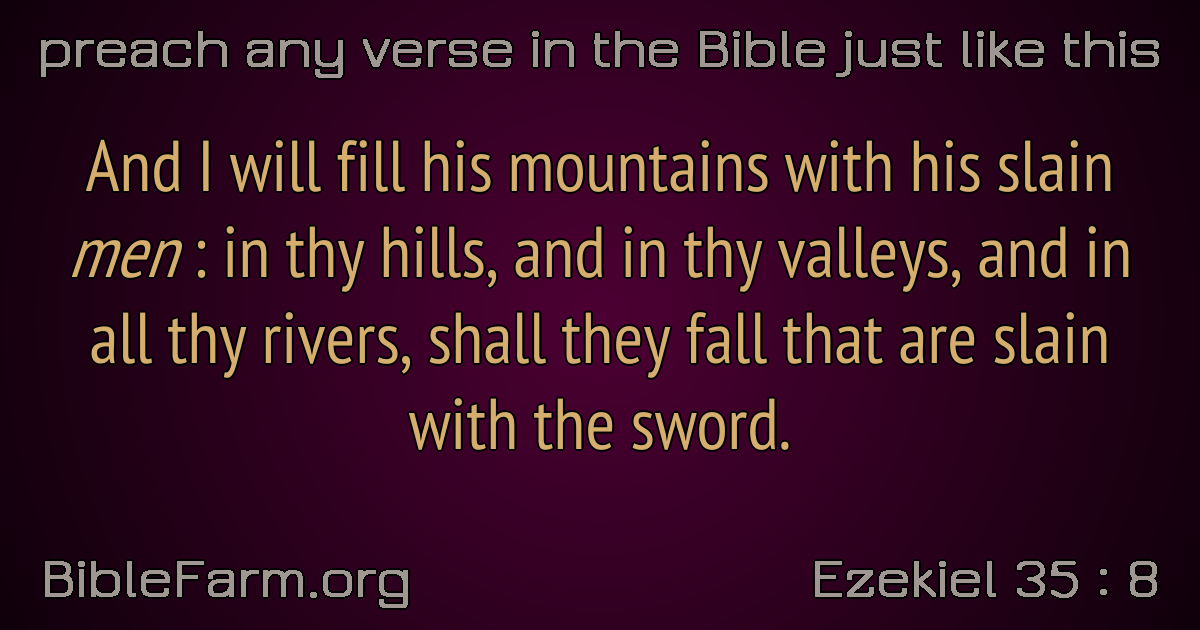 preach any verse in the Bible just like this
And I will fill his mountains with his slain
men : in thy hills, and in thy valleys, and in
all thy rivers, shall they fall that are slain
with the sword.
BibleFarm.org
Ezekiel 35 : 8